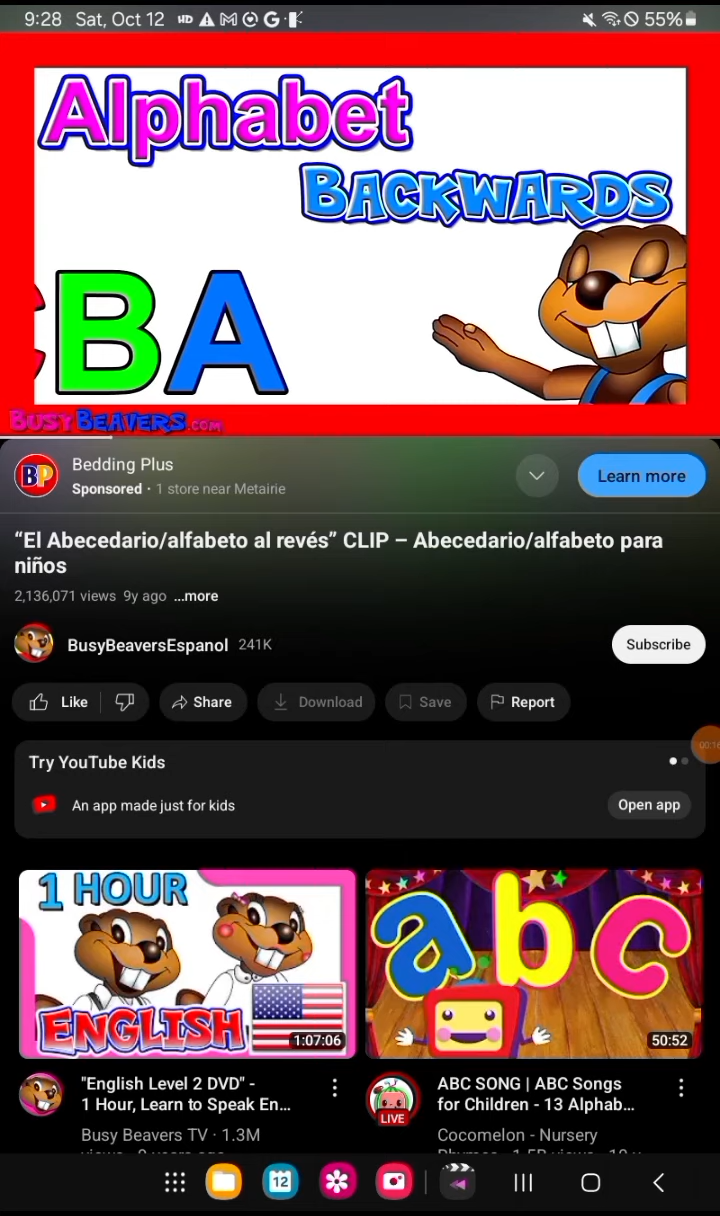 9:28 Sat, Oct 12 HD 55%
Alphabet
BACKWARDS
BA
BUSYBEAVERS.COM
BP
Bedding Plus
Learn more
Sponsored · 1 store near Metairie
“El Abecedario/alfabeto al revés” CLIP – Abecedario/alfabeto para
niños
2,136,071 views 9y ago ...more
BusyBeaversEspanol 241K
Subscribe
Like
Share
Download
Save
Report
00:16
Try YouTube Kids
An app made just for kids
Open app
1 HOUR
ENGLISH
1:07:06
a b c
50:52
"English Level 2 DVD" -
1 Hour, Learn to Speak En...
Busy Beavers TV · 1.3M
LIVE
ABC SONG | ABC Songs
for Children - 13 Alphab...
Cocomelon - Nursery
12